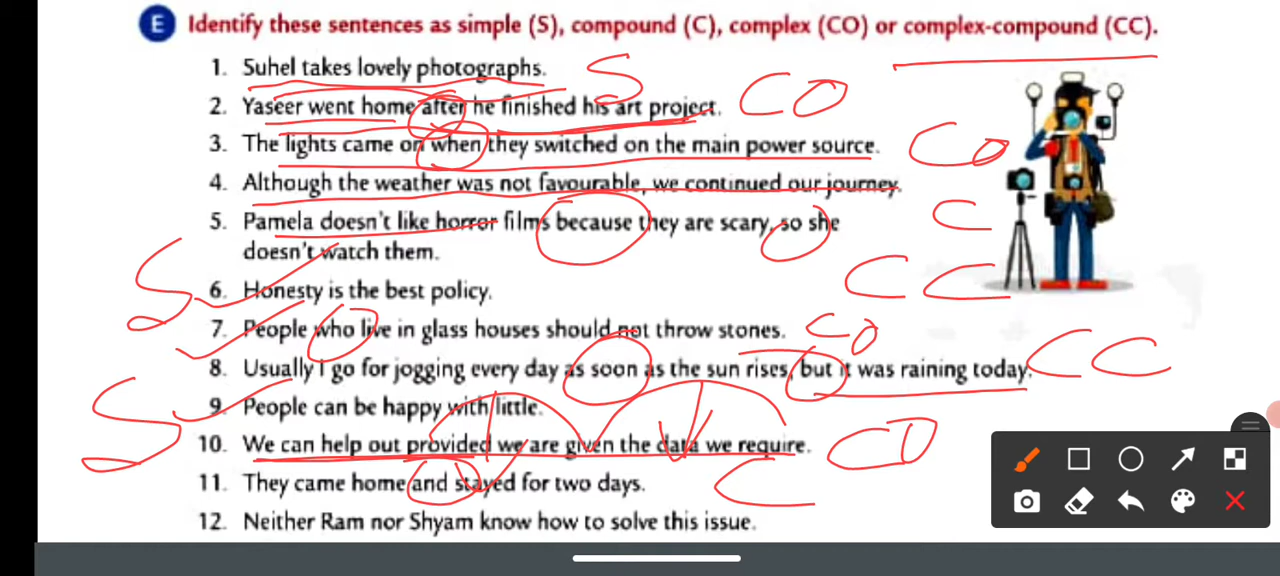 E Identify these sentences as simple (S), compound (C), complex (CO) or complex-compound (CC).
1. Suhel takes lovely photographs. S
2. Yaseer went home after he finished his art project. CO
3. The lights came on when they switched on the main power source. CO
4. Although the weather was not favourable, we continued our journey.
5. Pamela doesn't like horror films because they are scary, so she C
doesn't watch them.
S 6. Honesty is the best policy. CC
7. People who live in glass houses should not throw stones. CO
8. Usually I go for jogging every day as soon as the sun rises, but it was raining today. CC
S 9. People can be happy with little.
10. We can help out provided we are given the data we require. CO
11. They came home and stayed for two days. C
12. Neither Ram nor Shyam know how to solve this issue.